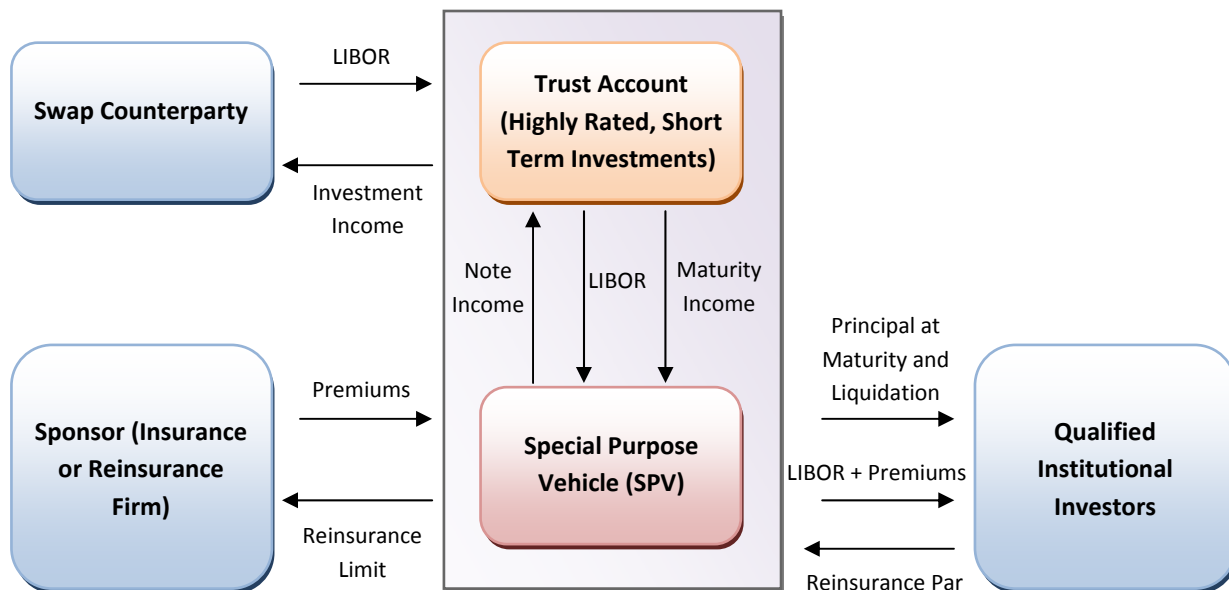 LIBOR
Swap Counterparty
Investment
Income
Trust Account
(Highly Rated, Short
Term Investments)
Note
Income
LIBOR
Maturity
Income
Premiums
Sponsor (Insurance
or Reinsurance
Firm)
Reinsurance
Limit
Special Purpose
Vehicle (SPV)
Principal at
Maturity and
Liquidation
LIBOR + Premiums
Reinsurance Par
Qualified
Institutional
Investors